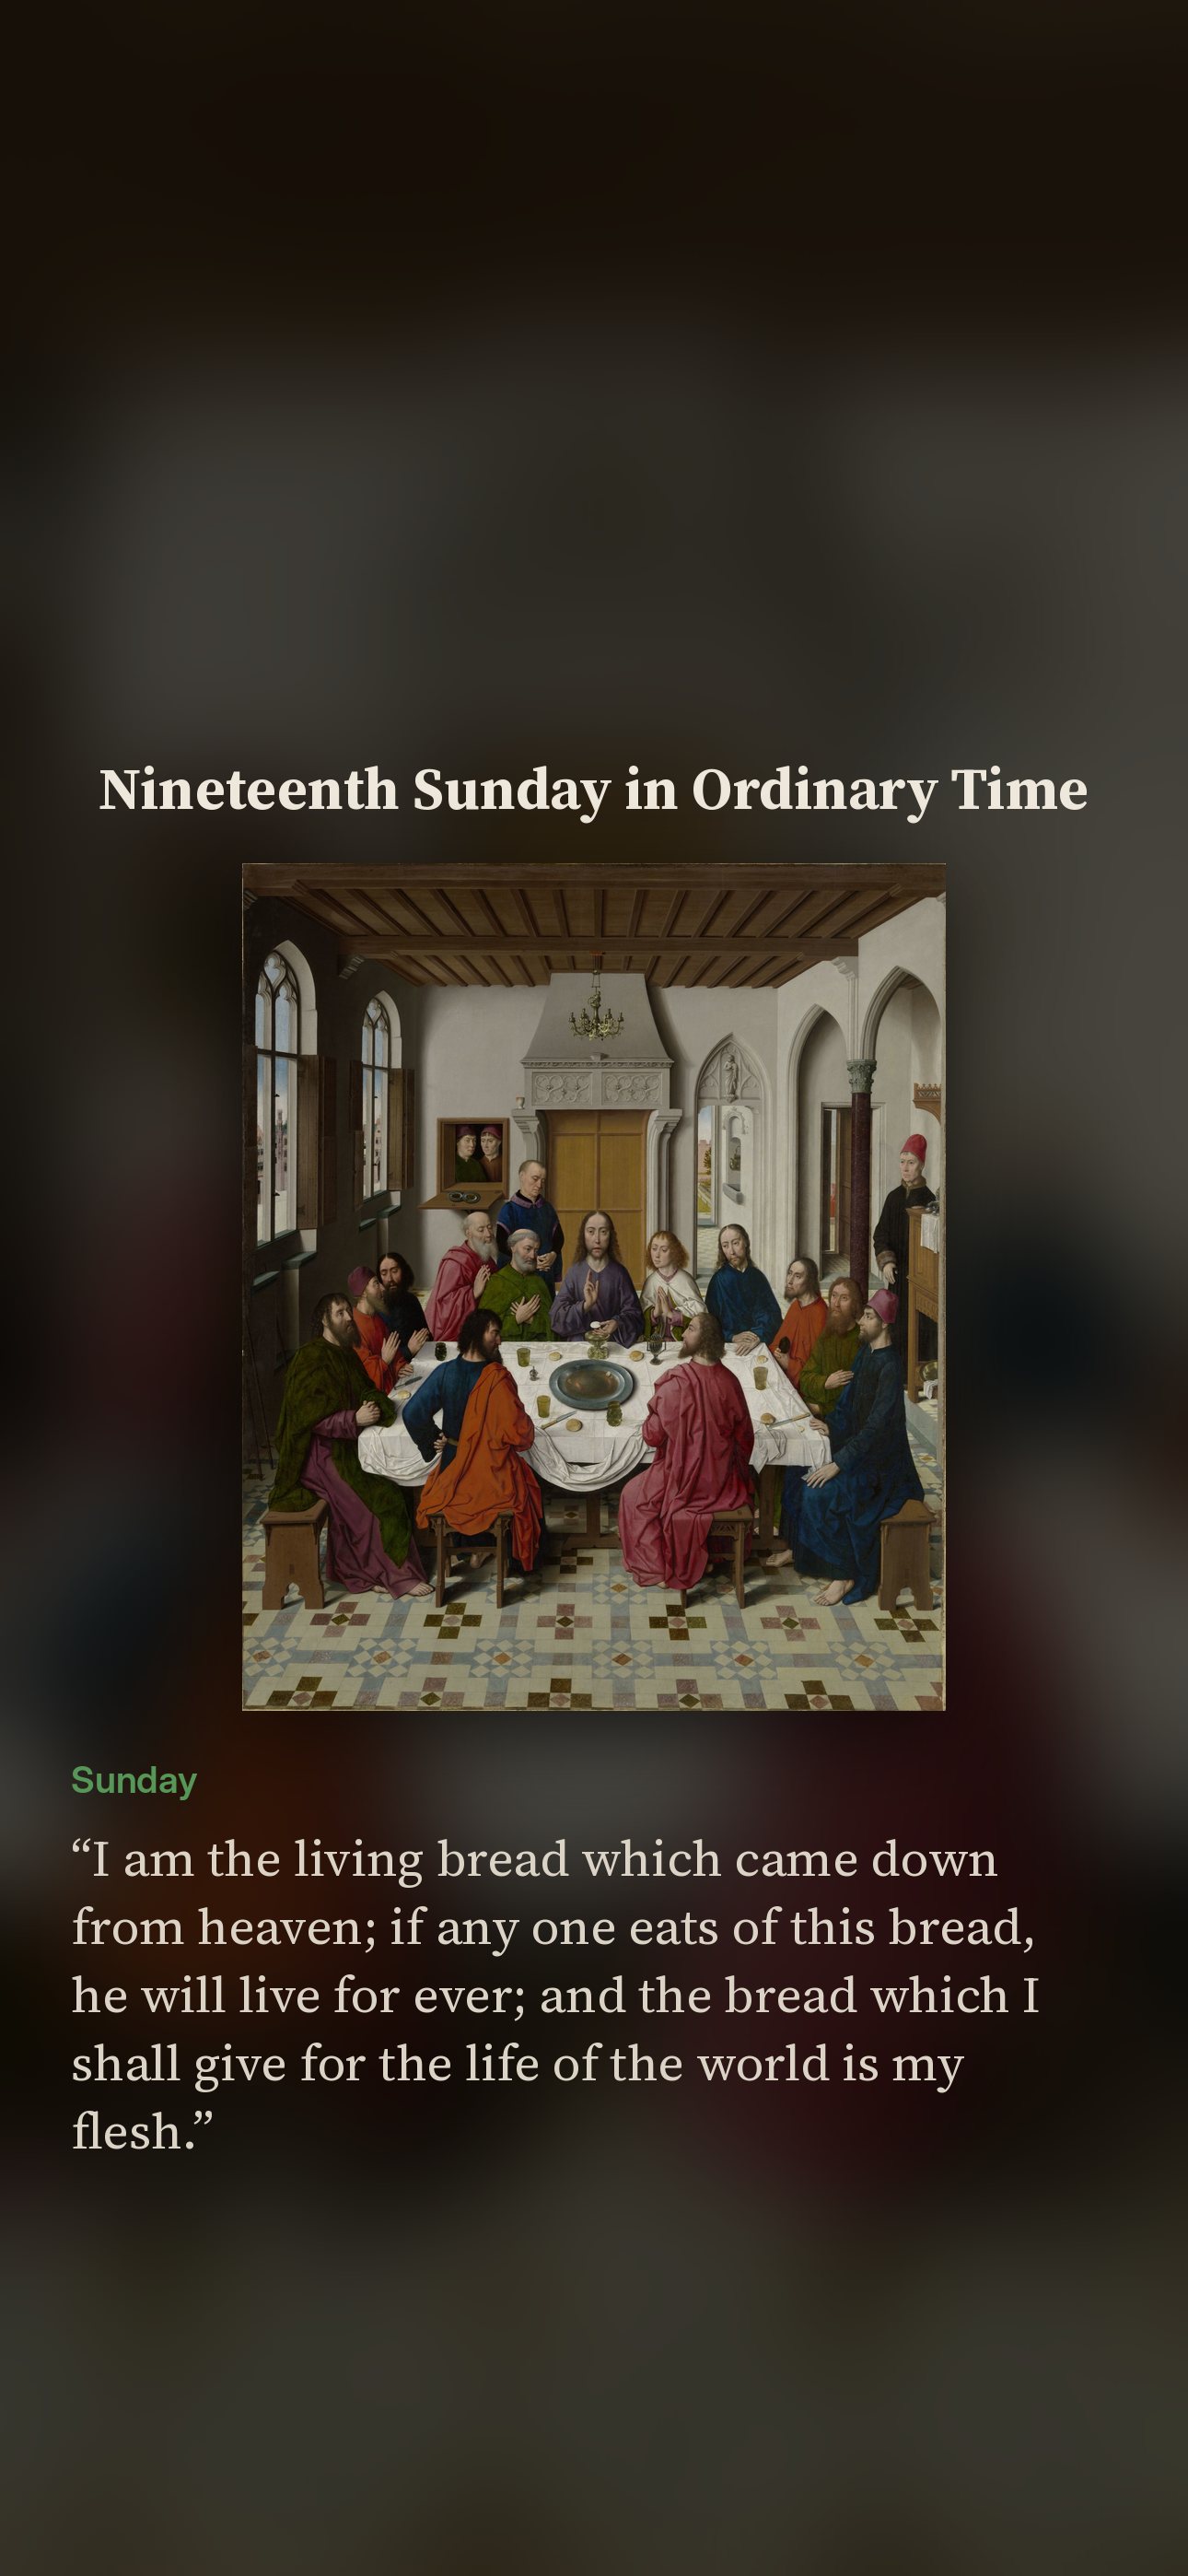 Nineteenth Sunday in Ordinary Time
Sunday
“I am the living bread which came down
from heaven; if any one eats of this bread,
he will live for ever; and the bread which I
shall give for the life of the world is my
flesh.”